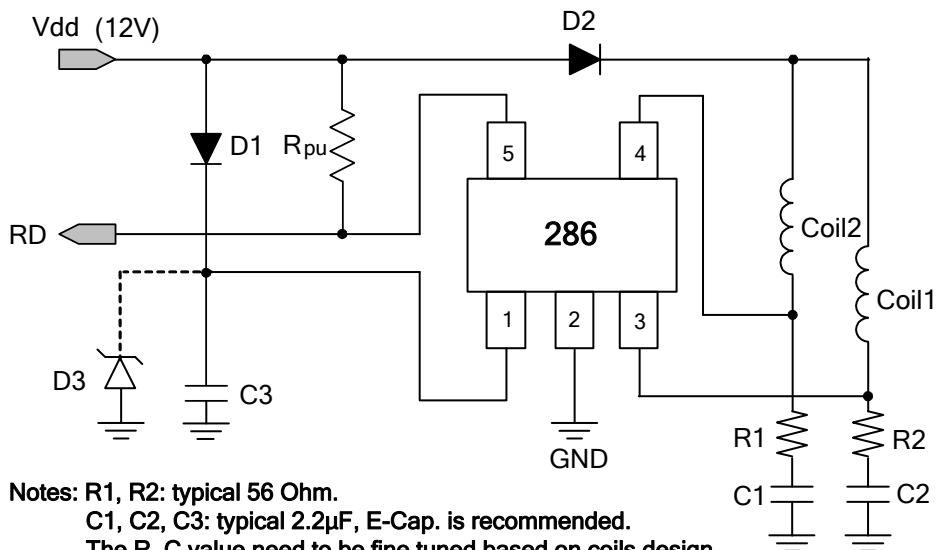 Vdd (12V)
D2
D1
Rpu
5
4
RD
286
Coil2
Coil1
1
2
3
D3
C3
R1
R2
GND
C1
C2
Notes: R1, R2: typical 56 Ohm.
C1, C2, C3: typical 2.2µF, E-Cap. is recommended.
The R, C value need to be fine tuned based on coils design.